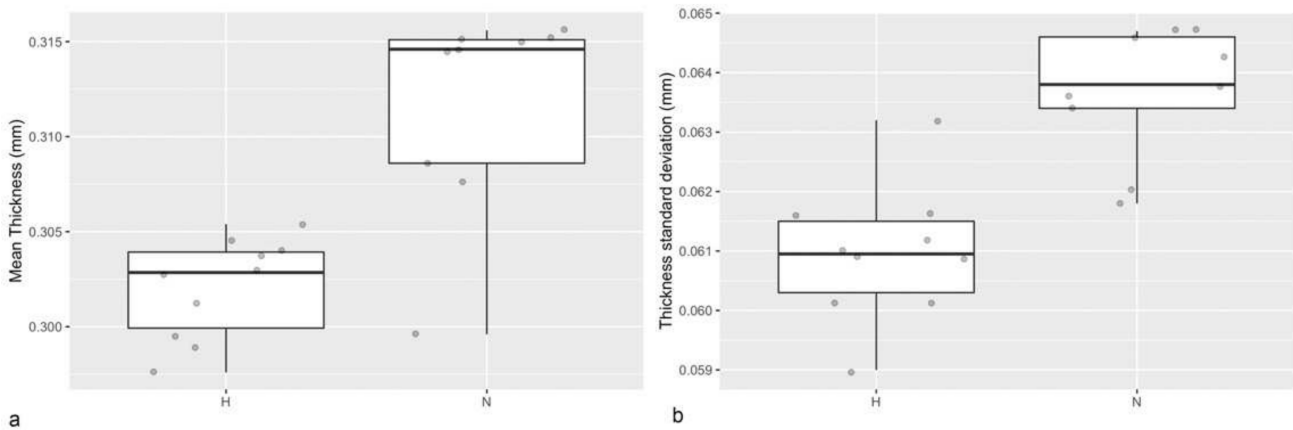 Mean Thickness (mm)
0.315
0.310
0.305
0.300
H
N
a
Thickness standard deviation (mm)
0.065
0.064
0.063
0.062
0.061
0.060
0.059
H
N
b